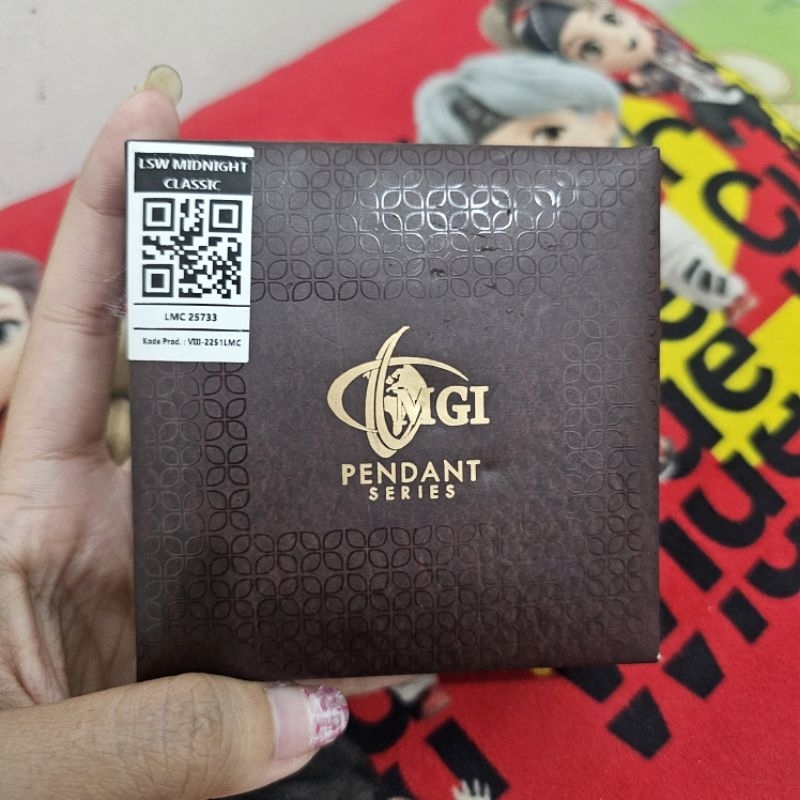 LSW MIDNIGHT
CLASSIC
LMC 25733
Kode Prod. : VIII-2251LMC
MGI
PENDANT
SERIES